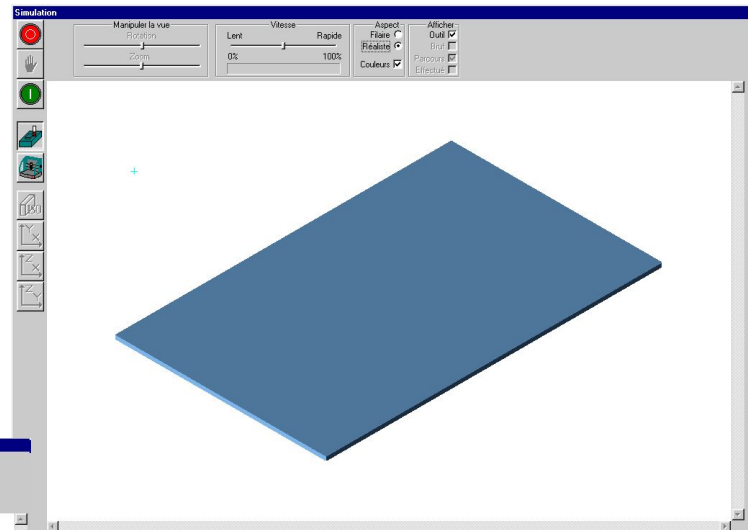 Simulation
Manipuler la vue
Rotation
Zoom
Vitesse
Lent Rapide
0% 100%
Aspect
Filaire
Réaliste
Couleurs
Afficher
Outil
Brut
Parcours
Effectué
ISO
Y X
Z X
Z Y